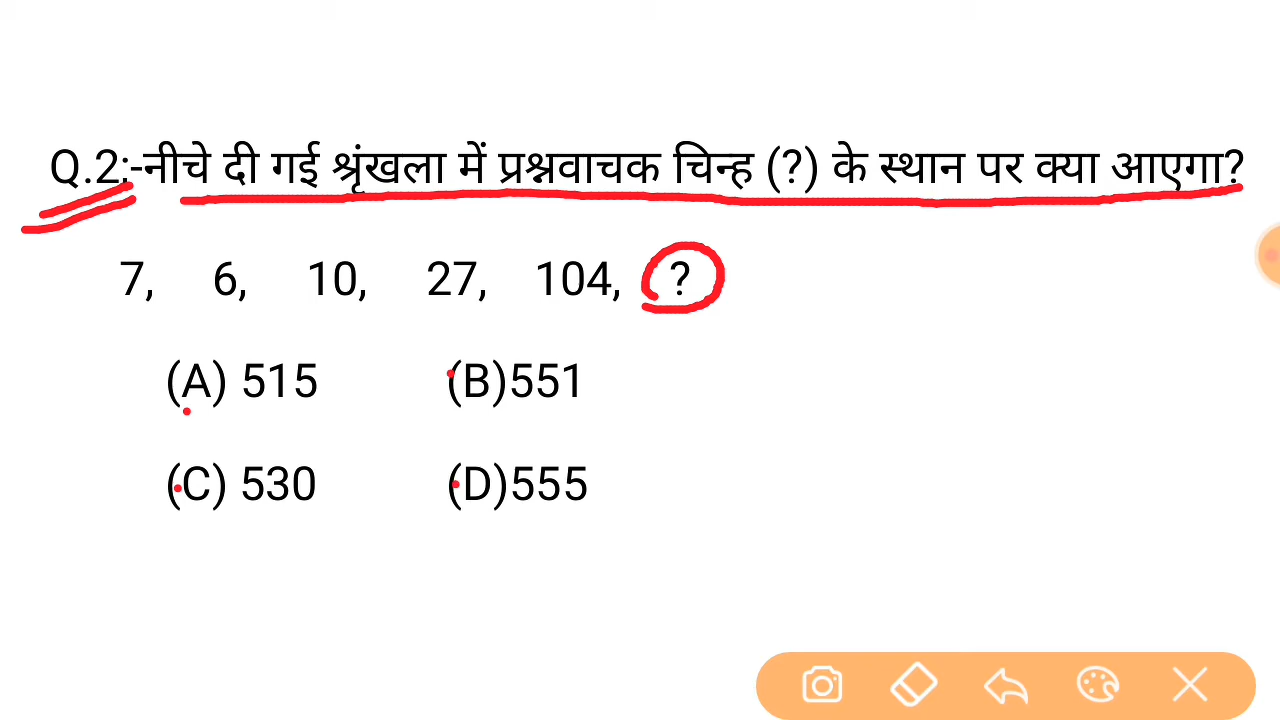 Q.2:-नीचे दी गई श्रृंखला में प्रश्नवाचक चिन्ह (?) के स्थान पर क्या आएगा?
7, 6, 10, 27, 104, ?
(A) 515 (B)551
(C) 530 (D)555